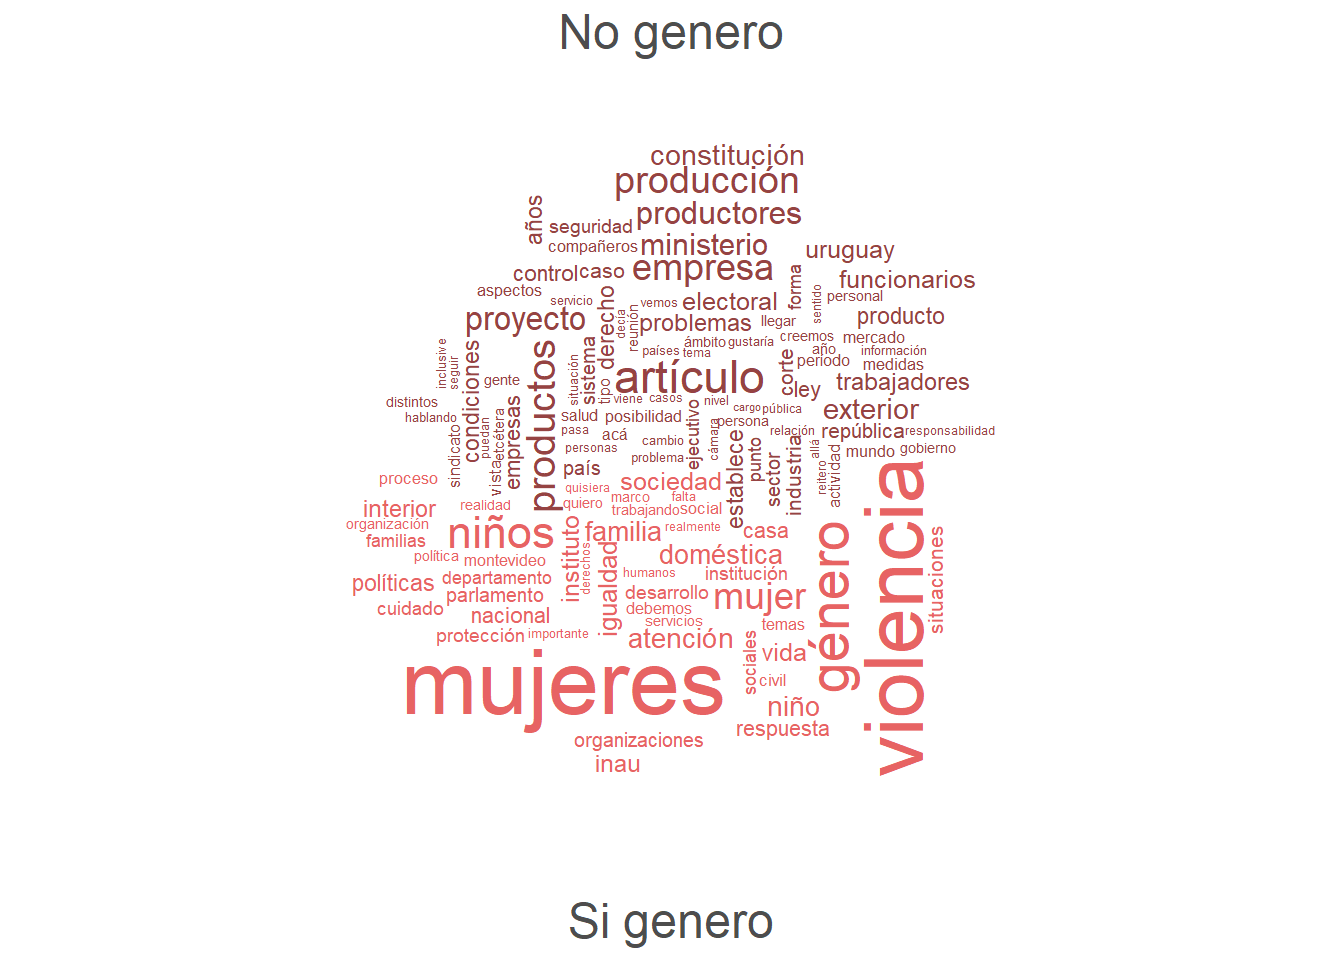 No genero
constitución
producción
años
productores
seguridad
compañeros
ministerio
uruguay
control
caso
empresa
funcionarios
aspectos
servicio
derecho
vemos
electoral
forma
sentido
personal
proyecto
decía
reunión
problemas
llegar
producto
creemos
mercado
ámbito
gustaría
inclusive
seguir
condiciones
productos
situación
sistema
países
tema
año
información
periodo
medidas
gente
tipo
artículo
corte
ley
trabajadores
distintos
viene
casos
nivel
cargo
pública
exterior
hablando
puedan
etcétera
empresas
salud
posibilidad
ejecutivo
persona
pasa
acá
cambio
cámara
relación
república
responsabilidad
sindicato
vista
personas
problema
establece
punto
industria
allá
mundo
gobierno
país
sector
reitero
actividad
proceso
quisiera
sociedad
violencia
interior
realidad
quiero
marco
falta
trabajando
social
organización
niños
familia
realmente
casa
género
situaciones
familias
política
montevideo
instituto
derechos
igualdad
doméstica
políticas
departamento
humanos
institución
parlamento
desarrollo
mujer
cuidado
nacional
debemos
servicios
temas
protección
importante
atención
sociales
vida
mujeres
civil
niño
organizaciones
respuesta
inau
Si genero